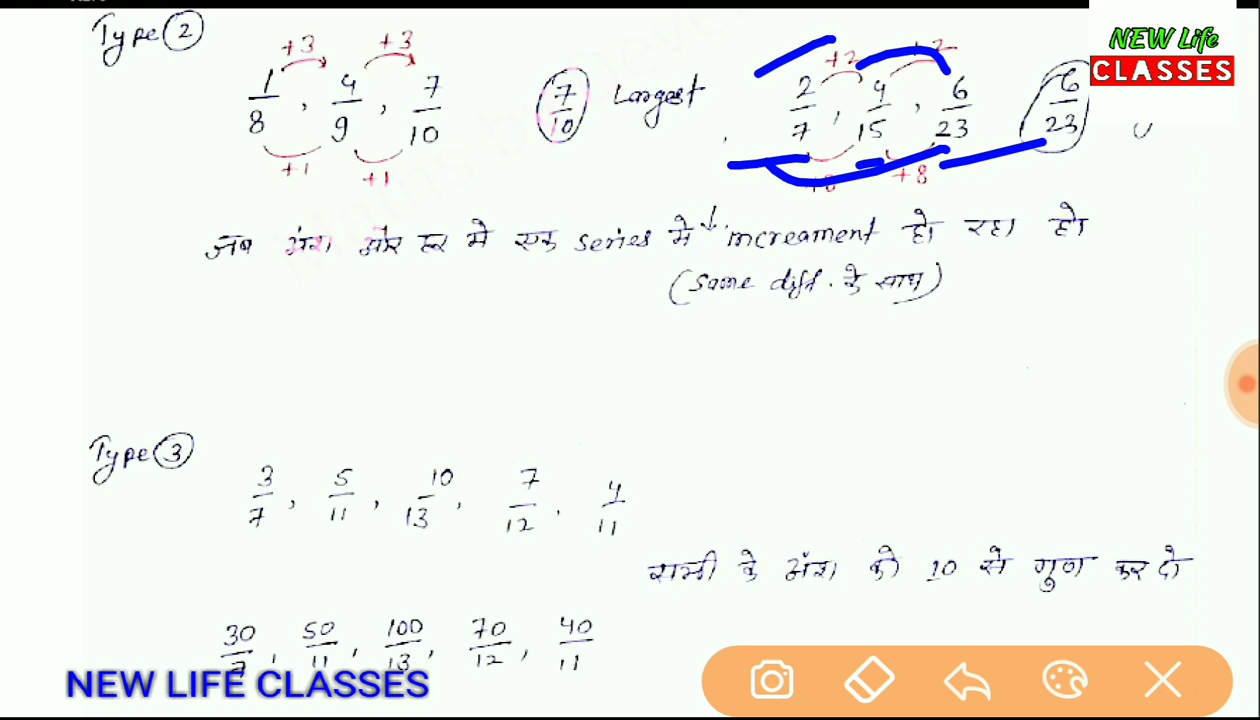 Type 2
+3 +3
1/8 , 4/9 , 7/10 7/10 Largest
+1 +1
+2 +2
2/7 , 4/15 , 6/23 6/23
+8 +8
NEW Life
CLASSES
जब अंश और हर मे एक series मे increament हो रहा हो
(Same diff. के साथ)
Type 3
3/7 , 5/11 , 10/13 , 7/12 . 4/11
सभी के अंश को 10 से गुणा कर दो
30/7 , 50/11 , 100/13 , 70/12 , 40/11
NEW LIFE CLASSES